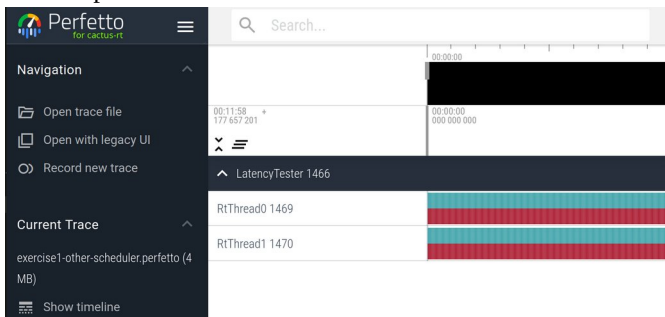 Perfetto
for cactus-rt
Search...
Navigation
Open trace file
Open with legacy UI
Record new trace
Current Trace
exercise1-other-scheduler.perfetto (4
MB)
Show timeline
00:00:00
00:11:58 +
177 657 201
00:00:00
000 000 000
LatencyTester 1466
RtThread0 1469
RtThread1 1470